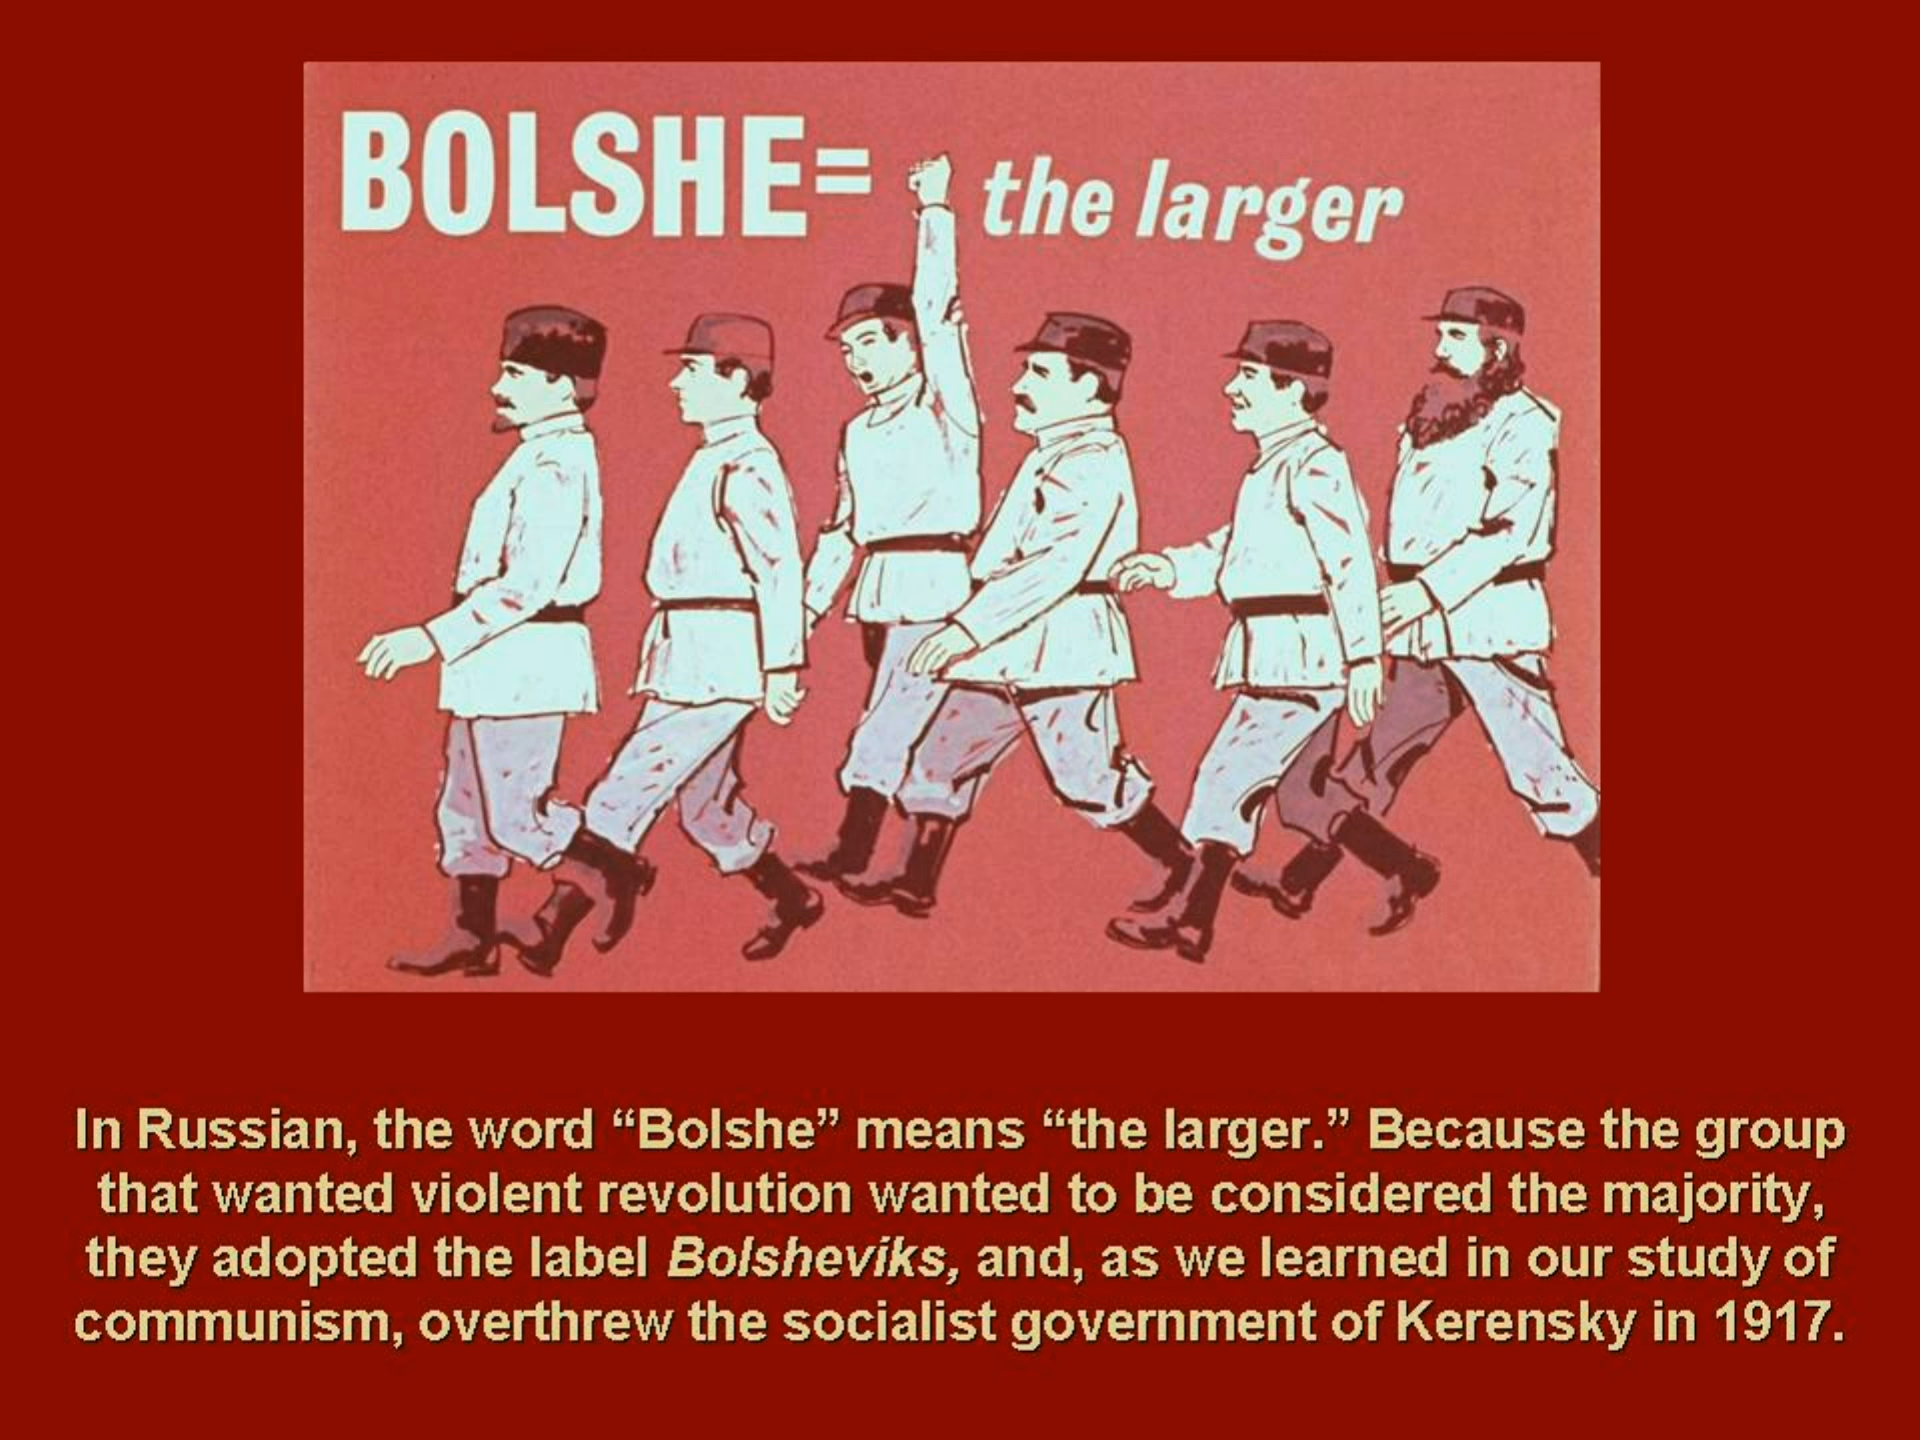 BOLSHE= the larger
In Russian, the word “Bolshe” means “the larger.” Because the group
that wanted violent revolution wanted to be considered the majority,
they adopted the label Bolsheviks, and, as we learned in our study of
communism, overthrew the socialist government of Kerensky in 1917.